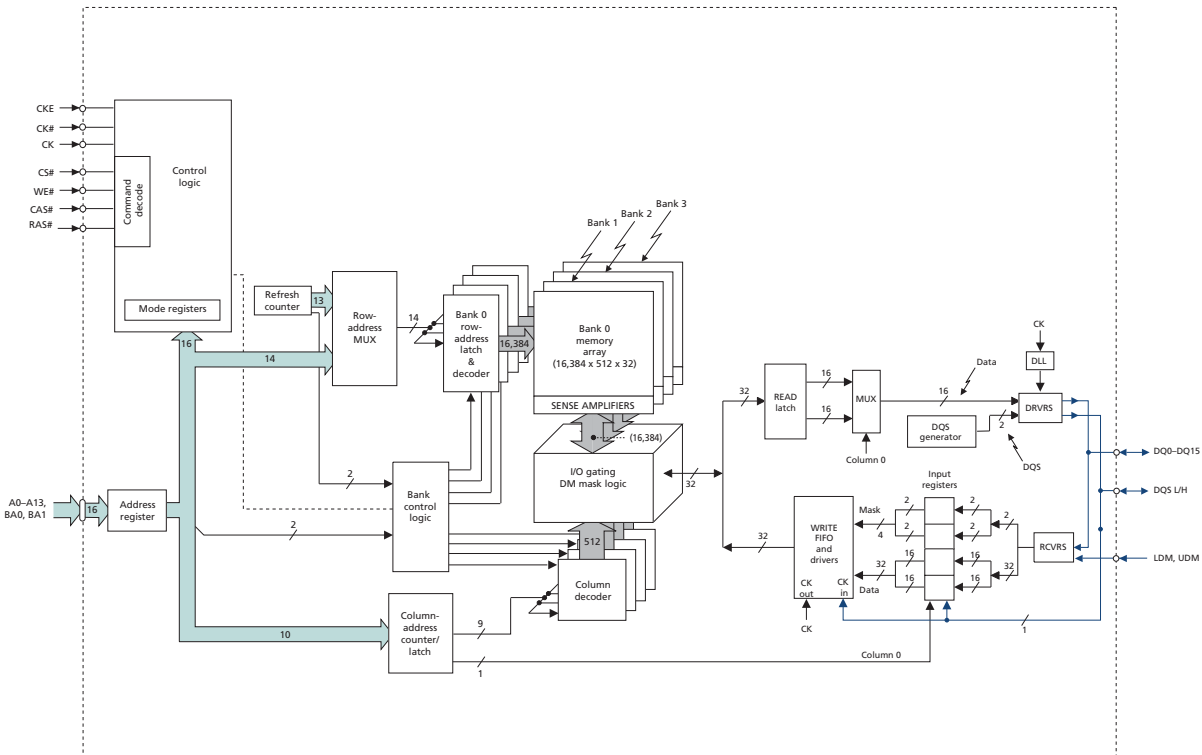 CKE
CK#
CK
CS#
WE#
CAS#
RAS#
Command
decode
Control
logic
Mode registers
16
Refresh
counter
13
14
Row-
address
MUX
14
Bank 0
row-
address
latch
&
decoder
16,384
Bank 1
Bank 2
Bank 3
Bank 0
memory
array
(16,384 x 512 x 32)
SENSE AMPLIFIERS
(16,384)
I/O gating
DM mask logic
32
512
Column
decoder
A0–A13,
BA0, BA1
16
Address
register
2
2
Bank
control
logic
10
Column-
address
counter/
latch
9
1
Column 0
32
READ
latch
16
16
MUX
Column 0
16
Data
DQS
generator
2
DQS
CK
DLL
DRVRS
DQ0–DQ15
DQS L/H
LDM, UDM
32
WRITE
FIFO
and
drivers
CK
out
CK
in
CK
Mask
4
32
Data
Input
registers
2
2
16
16
2
2
16
16
2
32
RCVRS
1